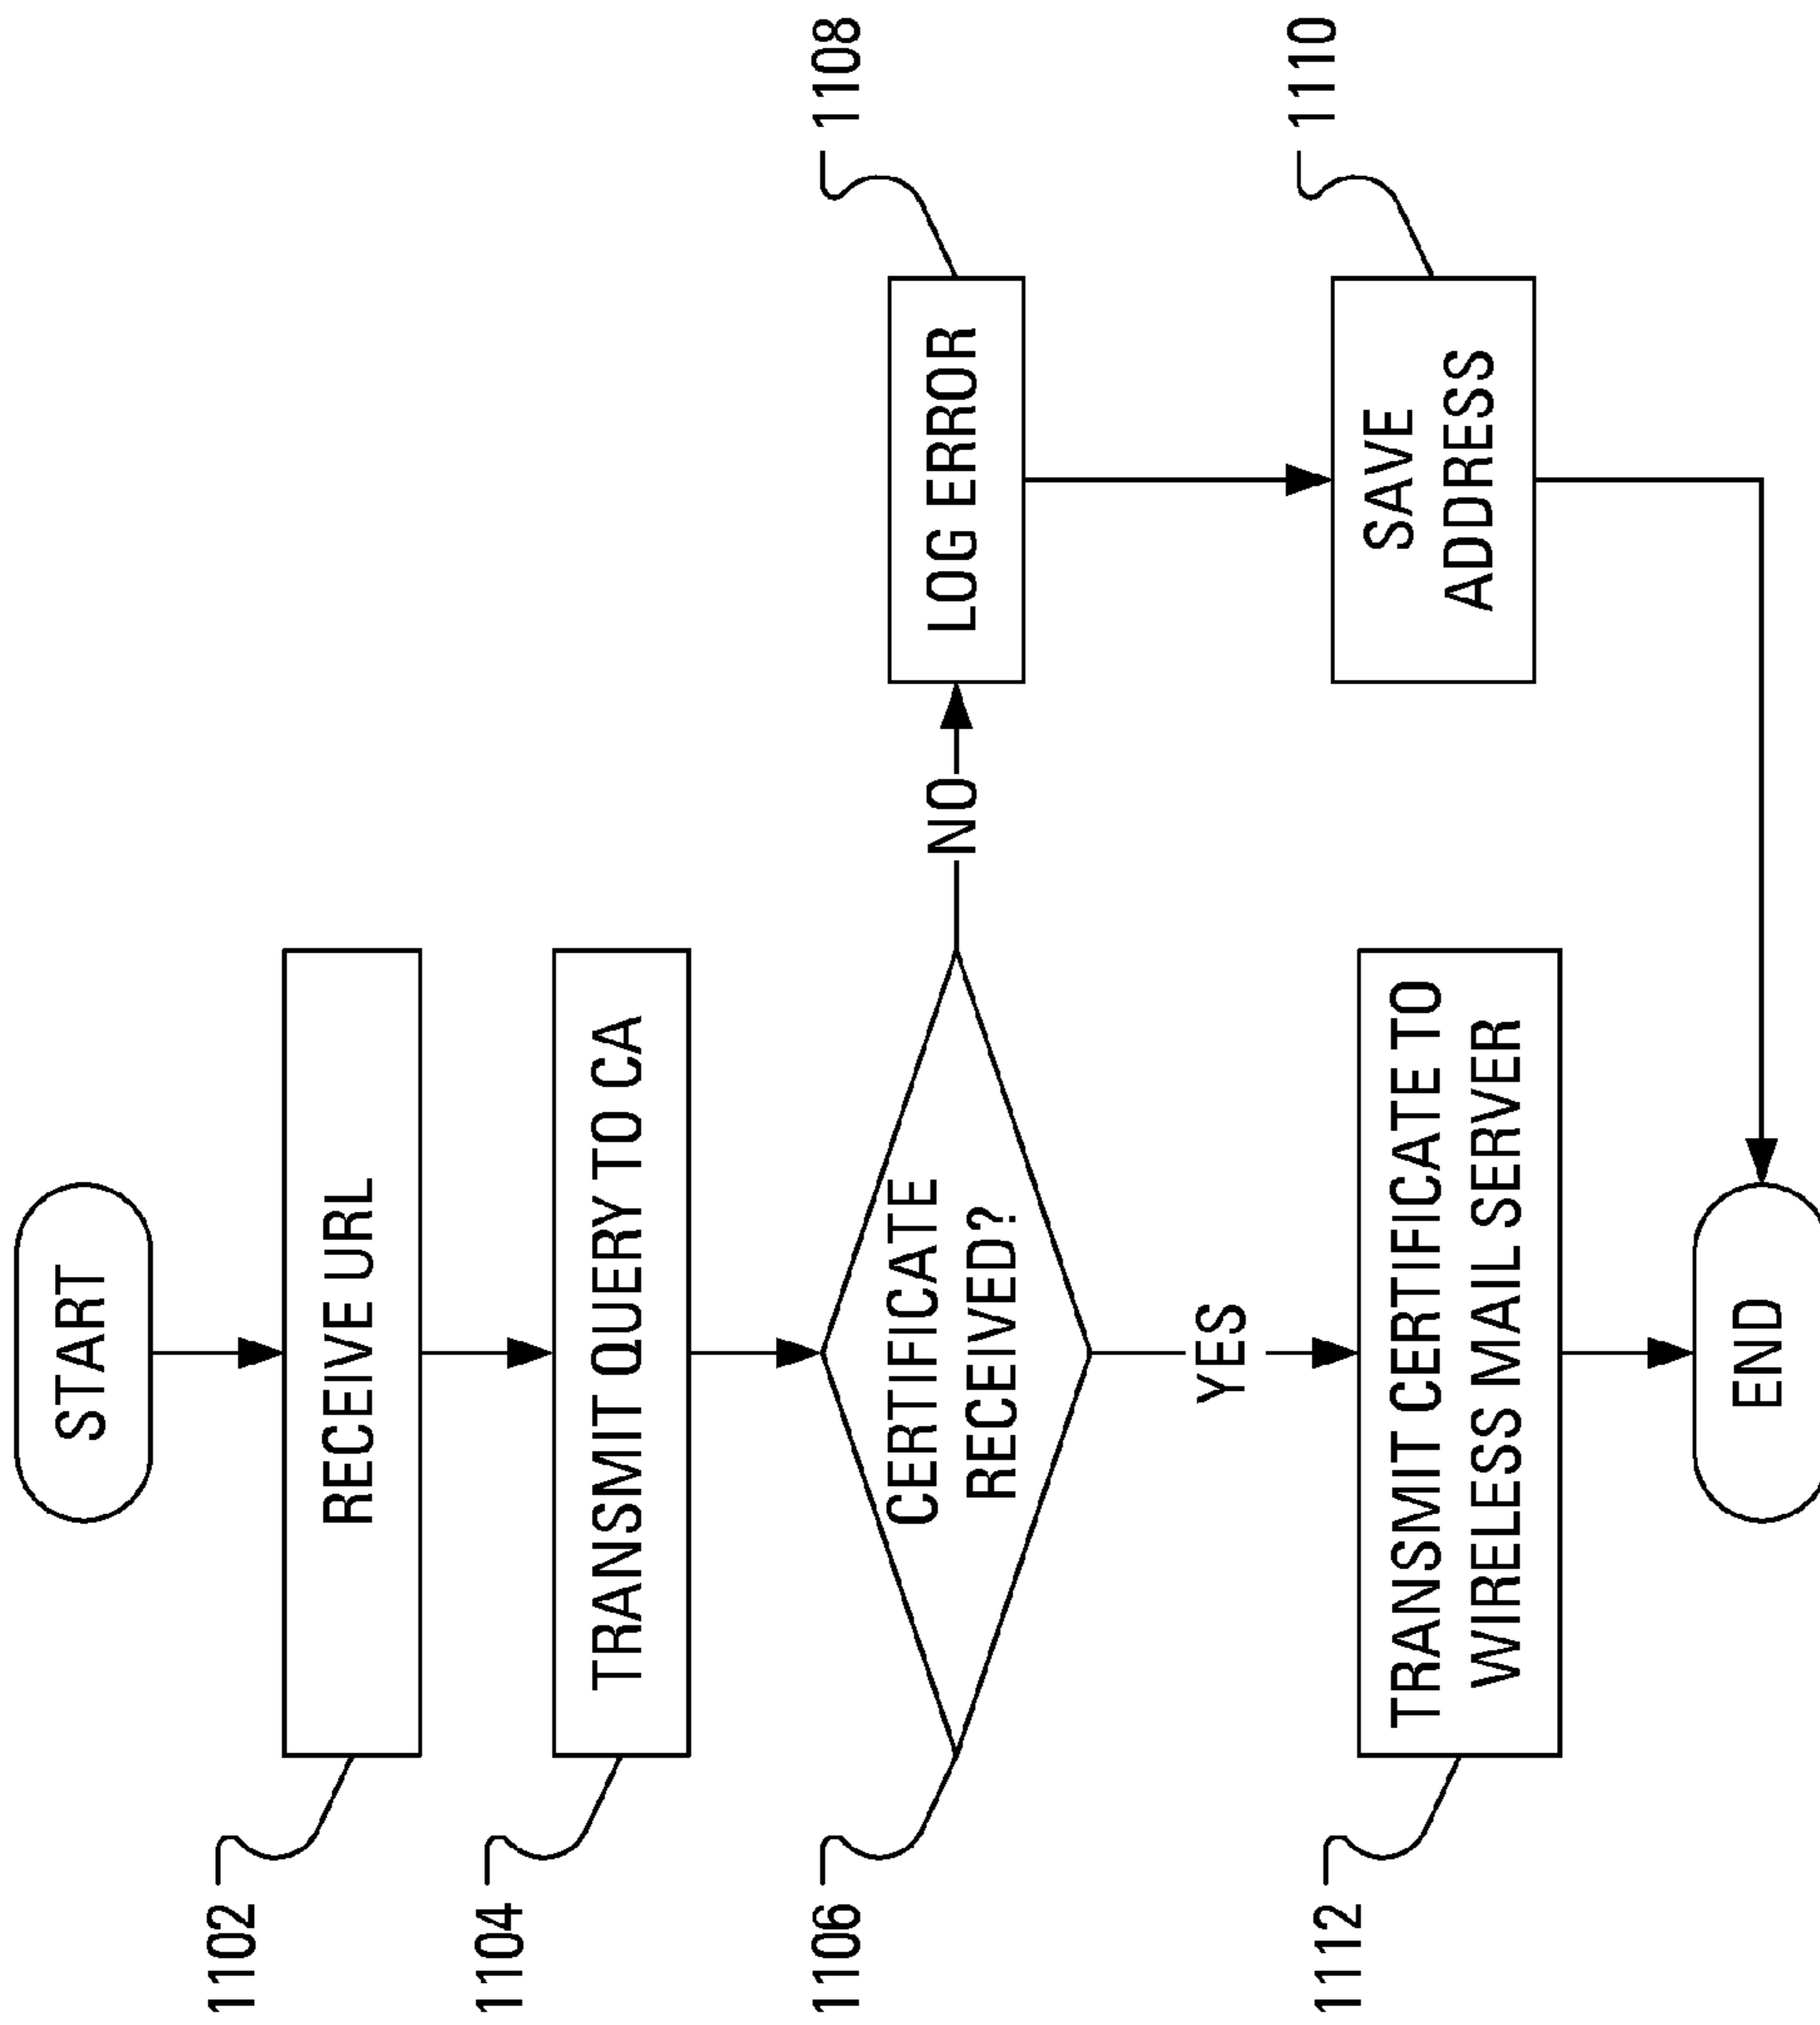 START
1102
RECEIVE URL
1104
TRANSMIT QUERY TO CA
1106
CERTIFICATE
RECEIVED?
NO
LOG ERROR
1108
YES
SAVE
ADDRESS
1110
1112
TRANSMIT CERTIFICATE TO
WIRELESS MAIL SERVER
END